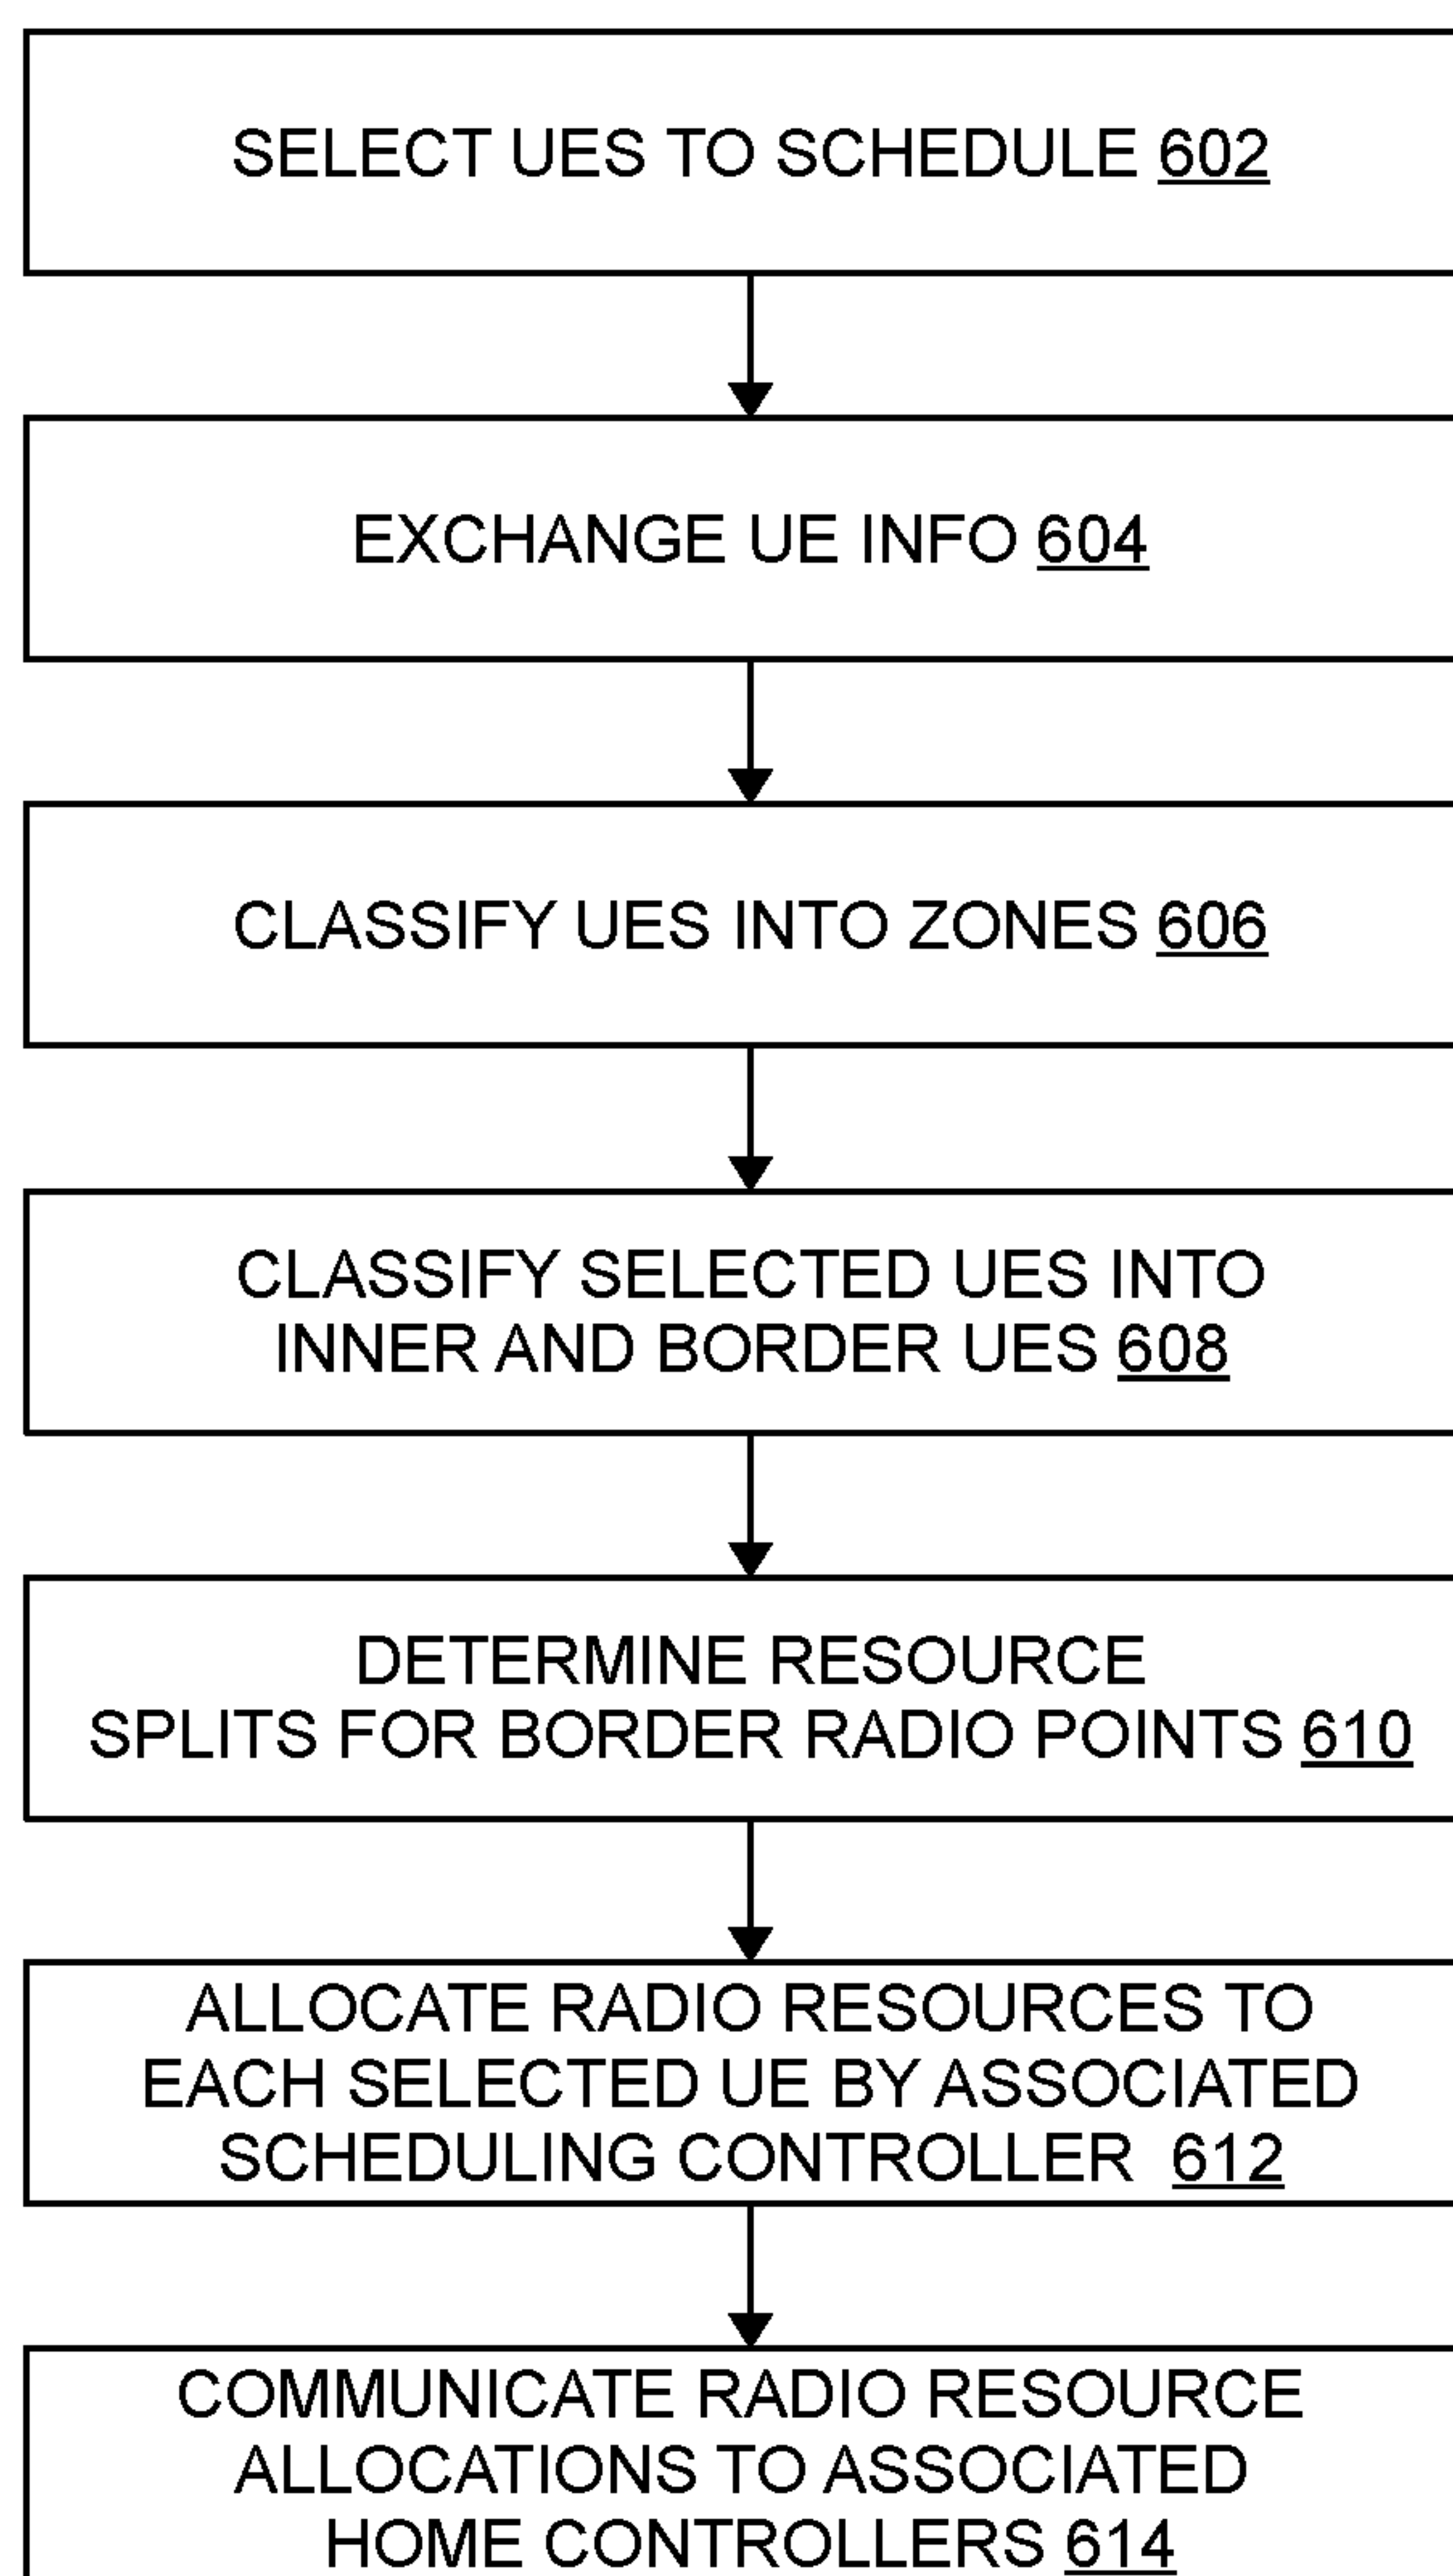 SELECT UES TO SCHEDULE 602
EXCHANGE UE INFO 604
CLASSIFY UES INTO ZONES 606
CLASSIFY SELECTED UES INTO
INNER AND BORDER UES 608
DETERMINE RESOURCE
SPLITS FOR BORDER RADIO POINTS 610
ALLOCATE RADIO RESOURCES TO
EACH SELECTED UE BY ASSOCIATED
SCHEDULING CONTROLLER 612
COMMUNICATE RADIO RESOURCE
ALLOCATIONS TO ASSOCIATED
HOME CONTROLLERS 614